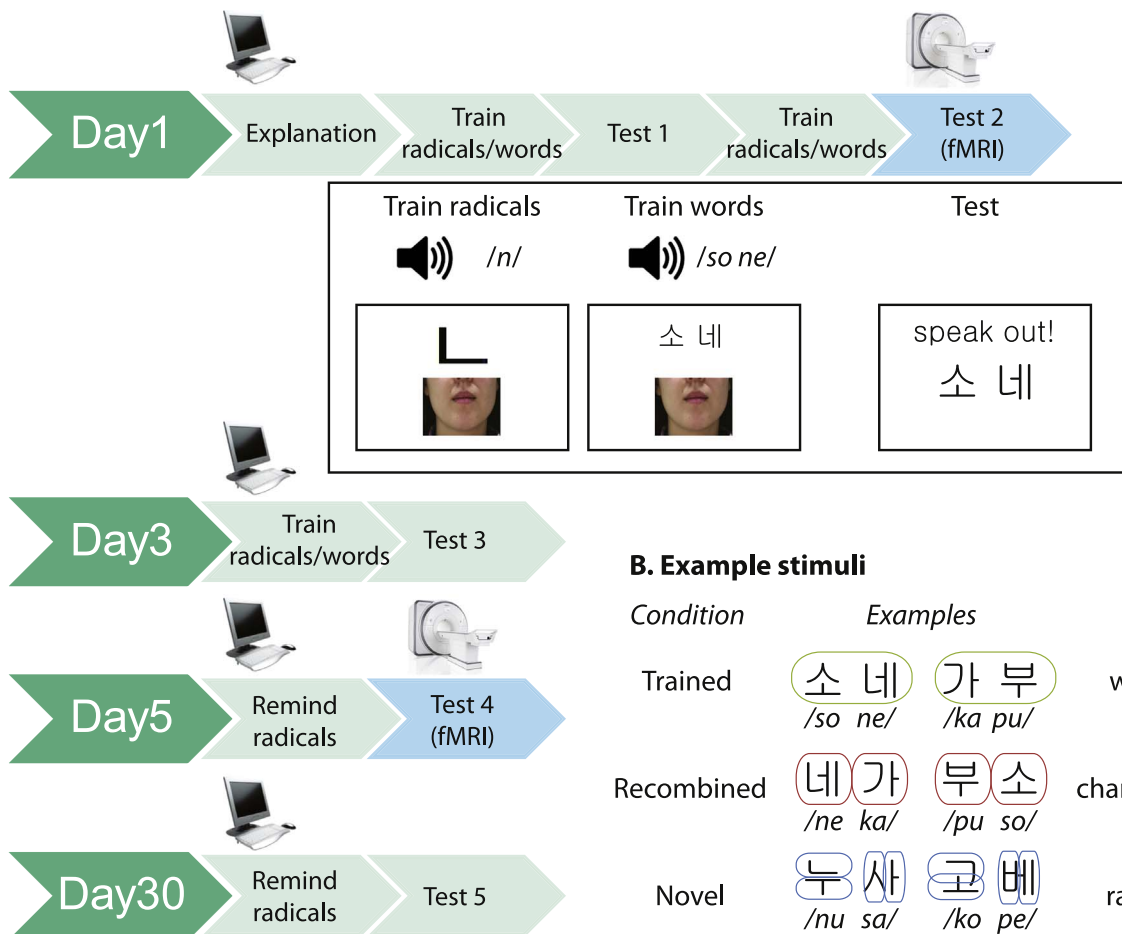 Day1
Explanation
Train
radicals/words
Test 1
Train
radicals/words
Test 2
(fMRI)
Train radicals
Train words
Test
/n/
/so ne/
ㄴ
소 네
speak out!
소 네
Day3
Train
radicals/words
Test 3
B. Example stimuli
Condition
Examples
Trained
소 네
가 부
w
/so ne/
/ka pu/
Day5
Remind
radicals
Test 4
(fMRI)
Recombined
네 가
부 소
char
/ne ka/
/pu so/
Day30
Remind
radicals
Test 5
Novel
누 사
고 베
ra
/nu sa/
/ko pe/